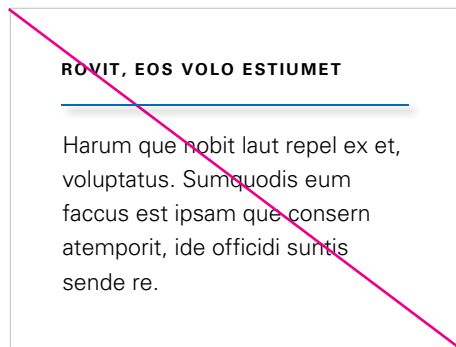 ROVIT, EOS VOLO ESTIUMET
Harum que nobit laut repel ex et,
voluptatus. Sumquodis eum
faccus est ipsam que consern
atemporit, ide officidi suntis
sende re.